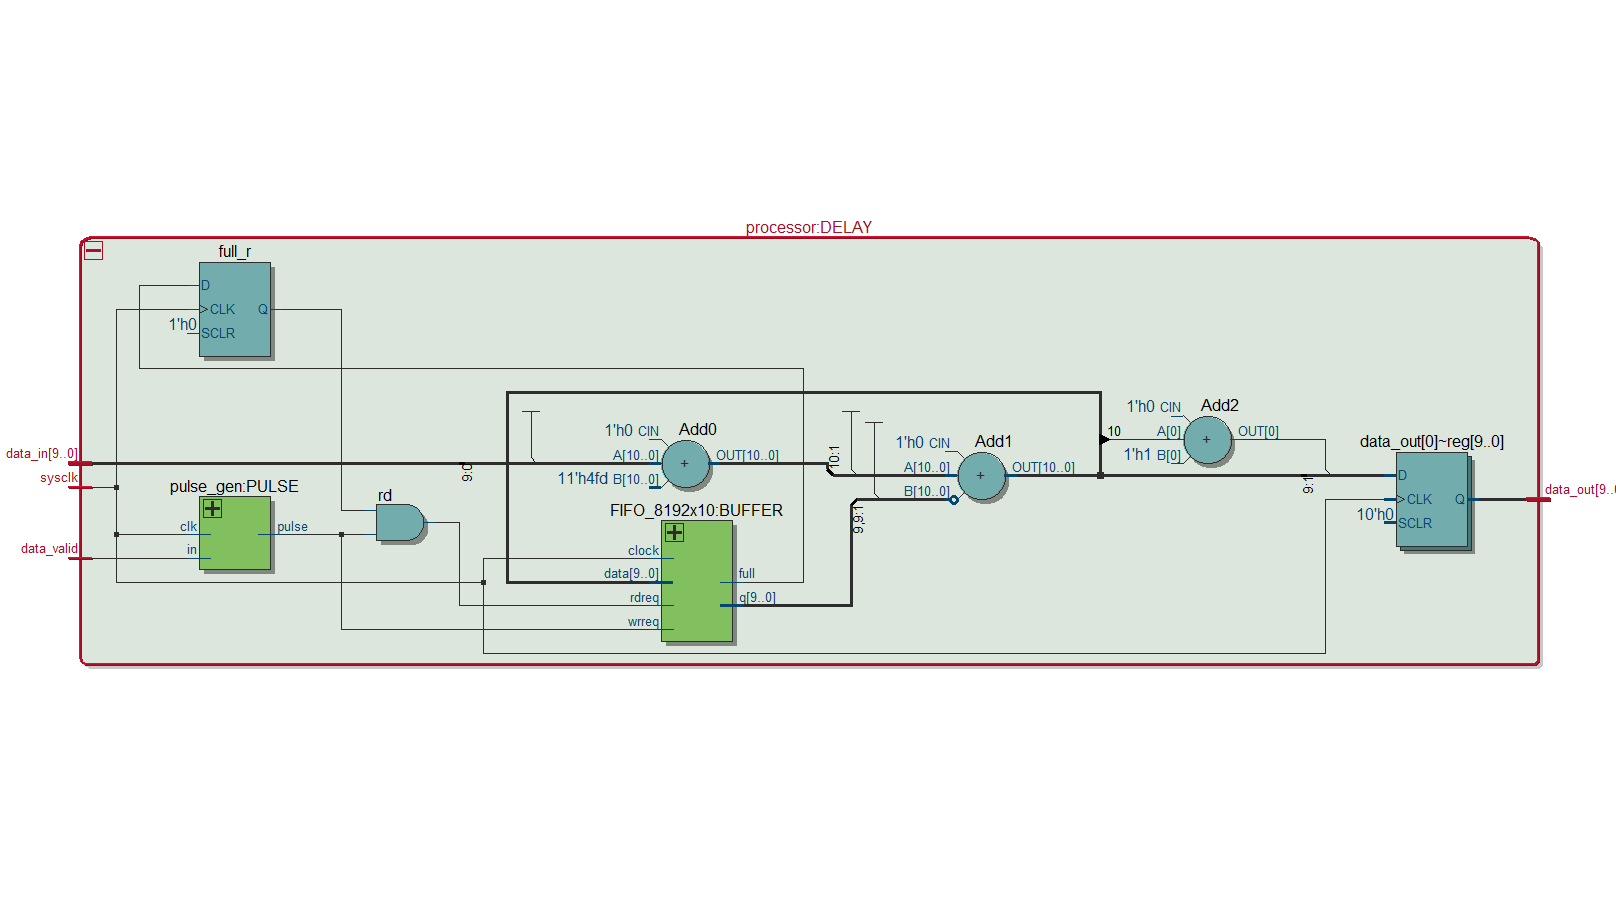 processor:DELAY
full_r
D
CLK
Q
1'h0
SCLR
data_in[9..0]
sysclk
data_valid
9:0
pulse_gen:PULSE
clk
pulse
in
rd
1'h0 CIN
Add0
A[10..0]
OUT[10..0]
11'h4fd B[10..0]
+
10:1
FIFO_8192x10:BUFFER
clock
data[9..0]
full
rdreq
q[9..0]
wrreq
9,9:1
1'h0 CIN
Add1
A[10..0]
OUT[10..0]
B[10..0]
+
10
1'h0 CIN
Add2
A[0]
OUT[0]
1'h1 B[0]
+
9:1
data_out[0]~reg[9..0]
D
CLK
Q
10'h0
SCLR
data_out[9..